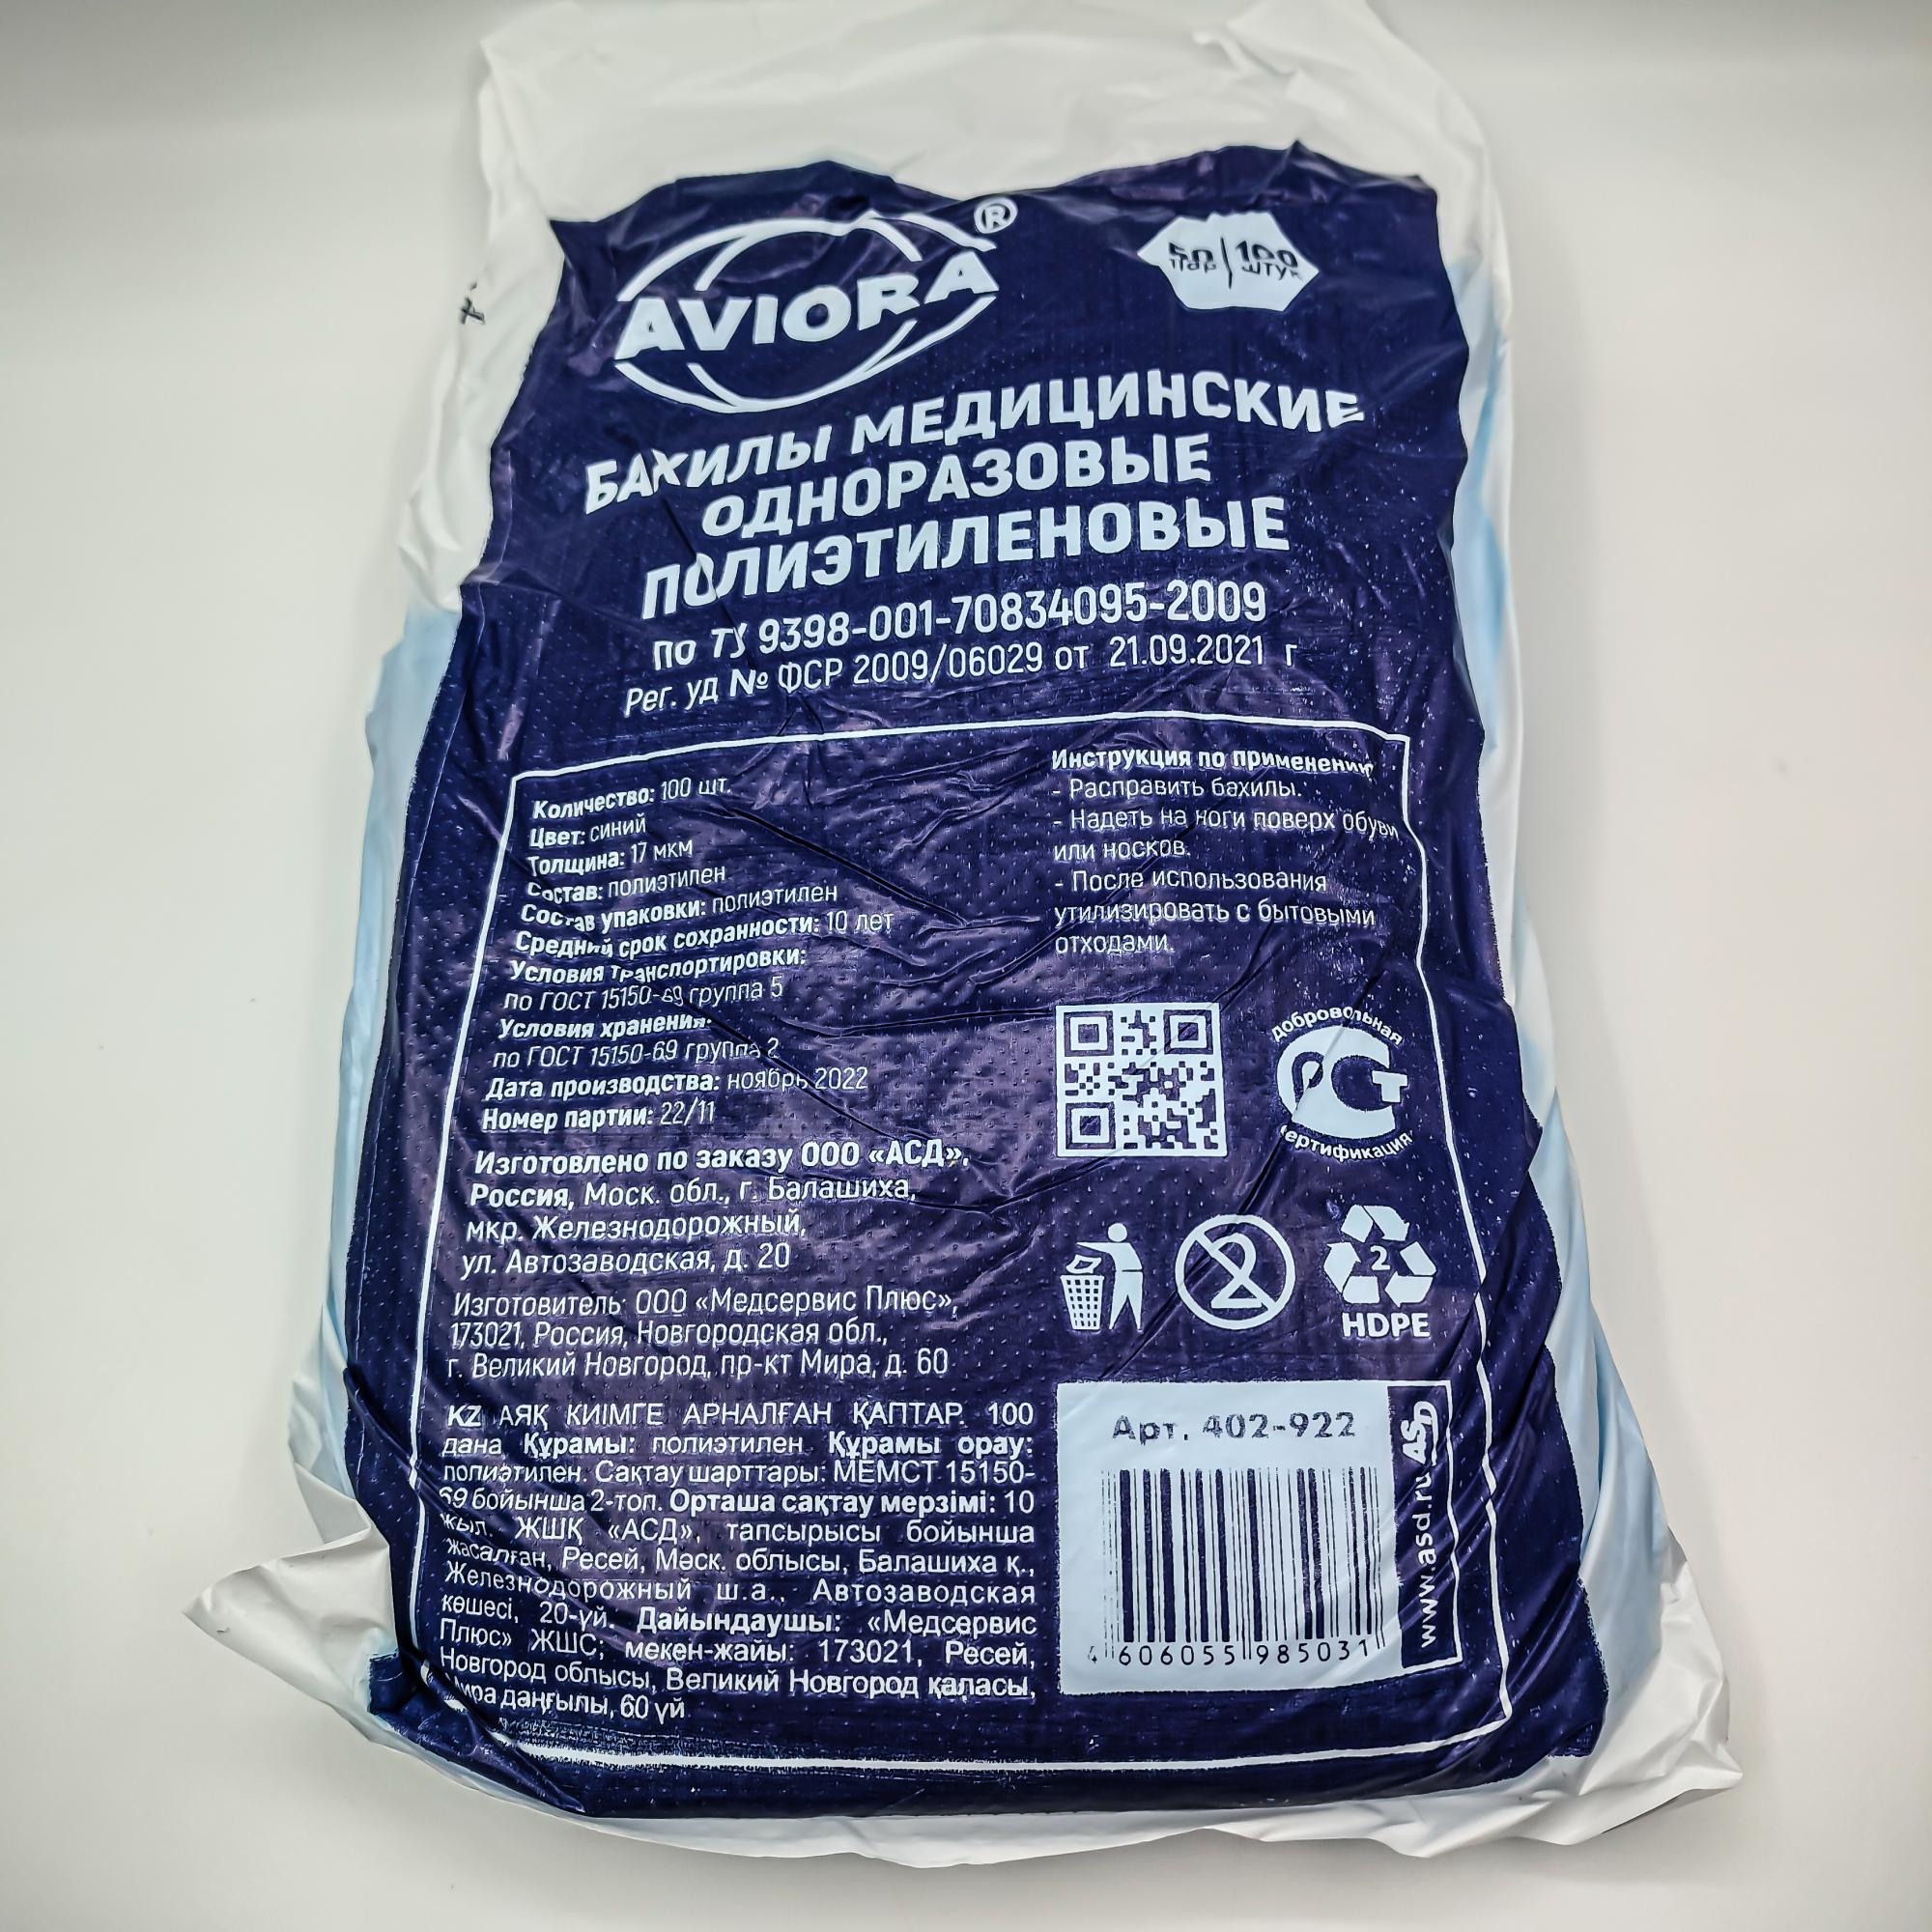 AVIORA®
50 | 100
пар | штук
БАХИЛЫ МЕДИЦИНСКИЕ
ОДНОРАЗОВЫЕ
ПОЛИЭТИЛЕНОВЫЕ
по ТУ 9398-001-70834095-2009
Рег. уд № ФСР 2009/06029 от 21.09.2021 г
Количество: 100 шт.
Цвет: синий
Толщина: 17 мкм
Состав: полиэтилен
Состав упаковки: полиэтилен
Средний срок сохранности: 10 лет
Условия транспортировки:
по ГОСТ 15150-69 группа 5
Условия хранения:
по ГОСТ 15150-69 группа 2
Дата производства: ноябрь 2022
Номер партии: 22/11
Изготовлено по заказу ООО «АСД»,
Россия, Моск. обл., г. Балашиха,
мкр. Железнодорожный,
ул. Автозаводская, д. 20
Изготовитель: ООО «Медсервис Плюс»,
173021, Россия, Новгородская обл.,
г. Великий Новгород, пр-кт Мира, д. 60
KZ АЯҚ КИІМГЕ АРНАЛҒАН ҚАПТАР. 100
дана. Құрамы: полиэтилен. Құрамы орау:
полиэтилен. Сақтау шарттары: МЕМСТ 15150-
69 бойынша 2-топ. Орташа сақтау мерзімі: 10
жыл. ЖШҚ «АСД», тапсырысы бойынша
жасалған, Ресей, Мәск. облысы, Балашиха қ.,
Железнодорожный ш.а., Автозаводская
көшесі, 20-үй. Дайындаушы: «Медсервис
Плюс» ЖШС; мекен-жайы: 173021, Ресей,
Новгород облысы, Великий Новгород қаласы,
Мира даңғылы, 60 үй
Инструкция по применению
- Расправить бахилы.
- Надеть на ноги поверх обуви
или носков.
- После использования
утилизировать с бытовыми
отходами.
добровольная
РСТ
сертификация
2
2
HDPE
Арт. 402-922
4 606055 985031
www.asd.ru ASD